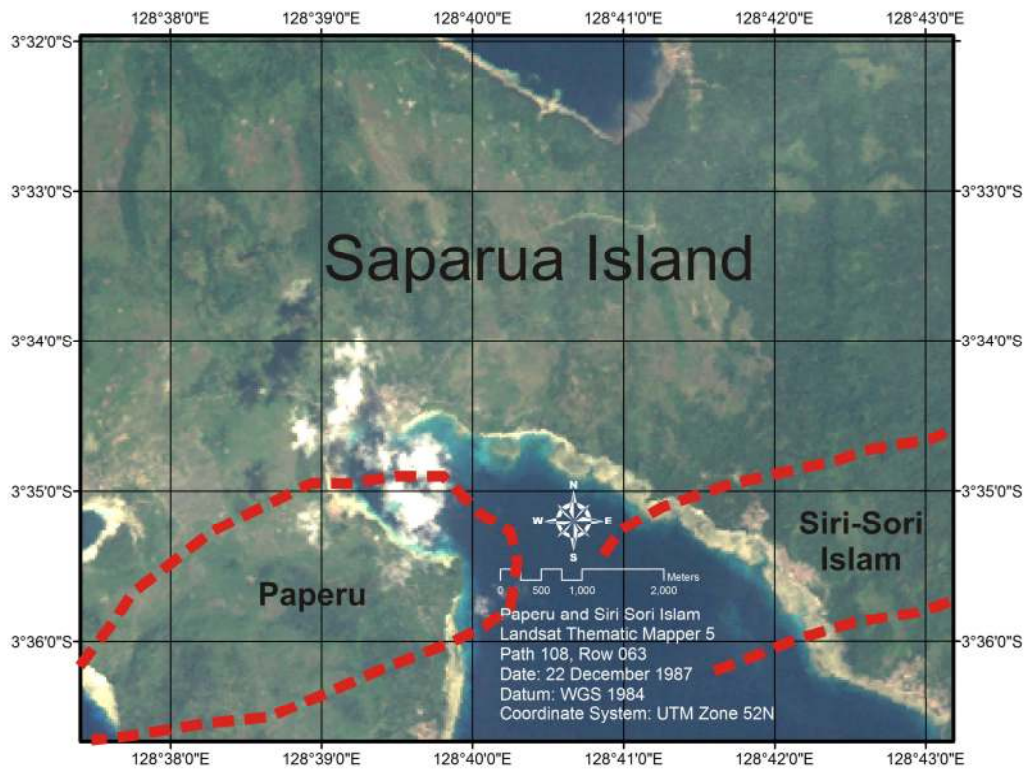 128°38'0"E 128°39'0"E 128°40'0"E 128°41'0"E 128°42'0"E 128°43'0"E
3°32'0"S
3°33'0"S 3°33'0"S
Saparua Island
3°34'0"S 3°34'0"S
3°35'0"S 3°35'0"S
N
W E
S
Siri-Sori
Islam
Paperu
0 500 1,000 2,000 Meters
Paperu and Siri Sori Islam
Landsat Thematic Mapper 5
Path 108, Row 063
Date: 22 December 1987
Datum: WGS 1984
Coordinate System: UTM Zone 52N
3°36'0"S 3°36'0"S
128°38'0"E 128°39'0"E 128°40'0"E 128°41'0"E 128°42'0"E 128°43'0"E